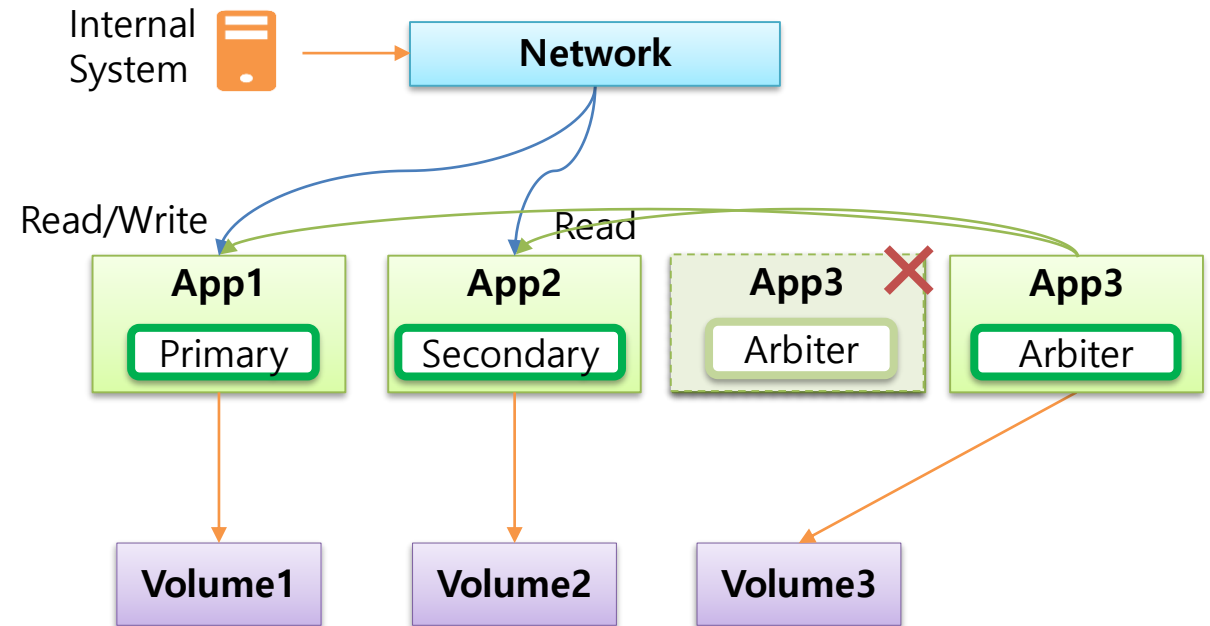 Internal
System
Network
Read/Write
Read
App1
App2
App3
App3
Primary
Secondary
Arbiter
Arbiter
Volume1
Volume2
Volume3